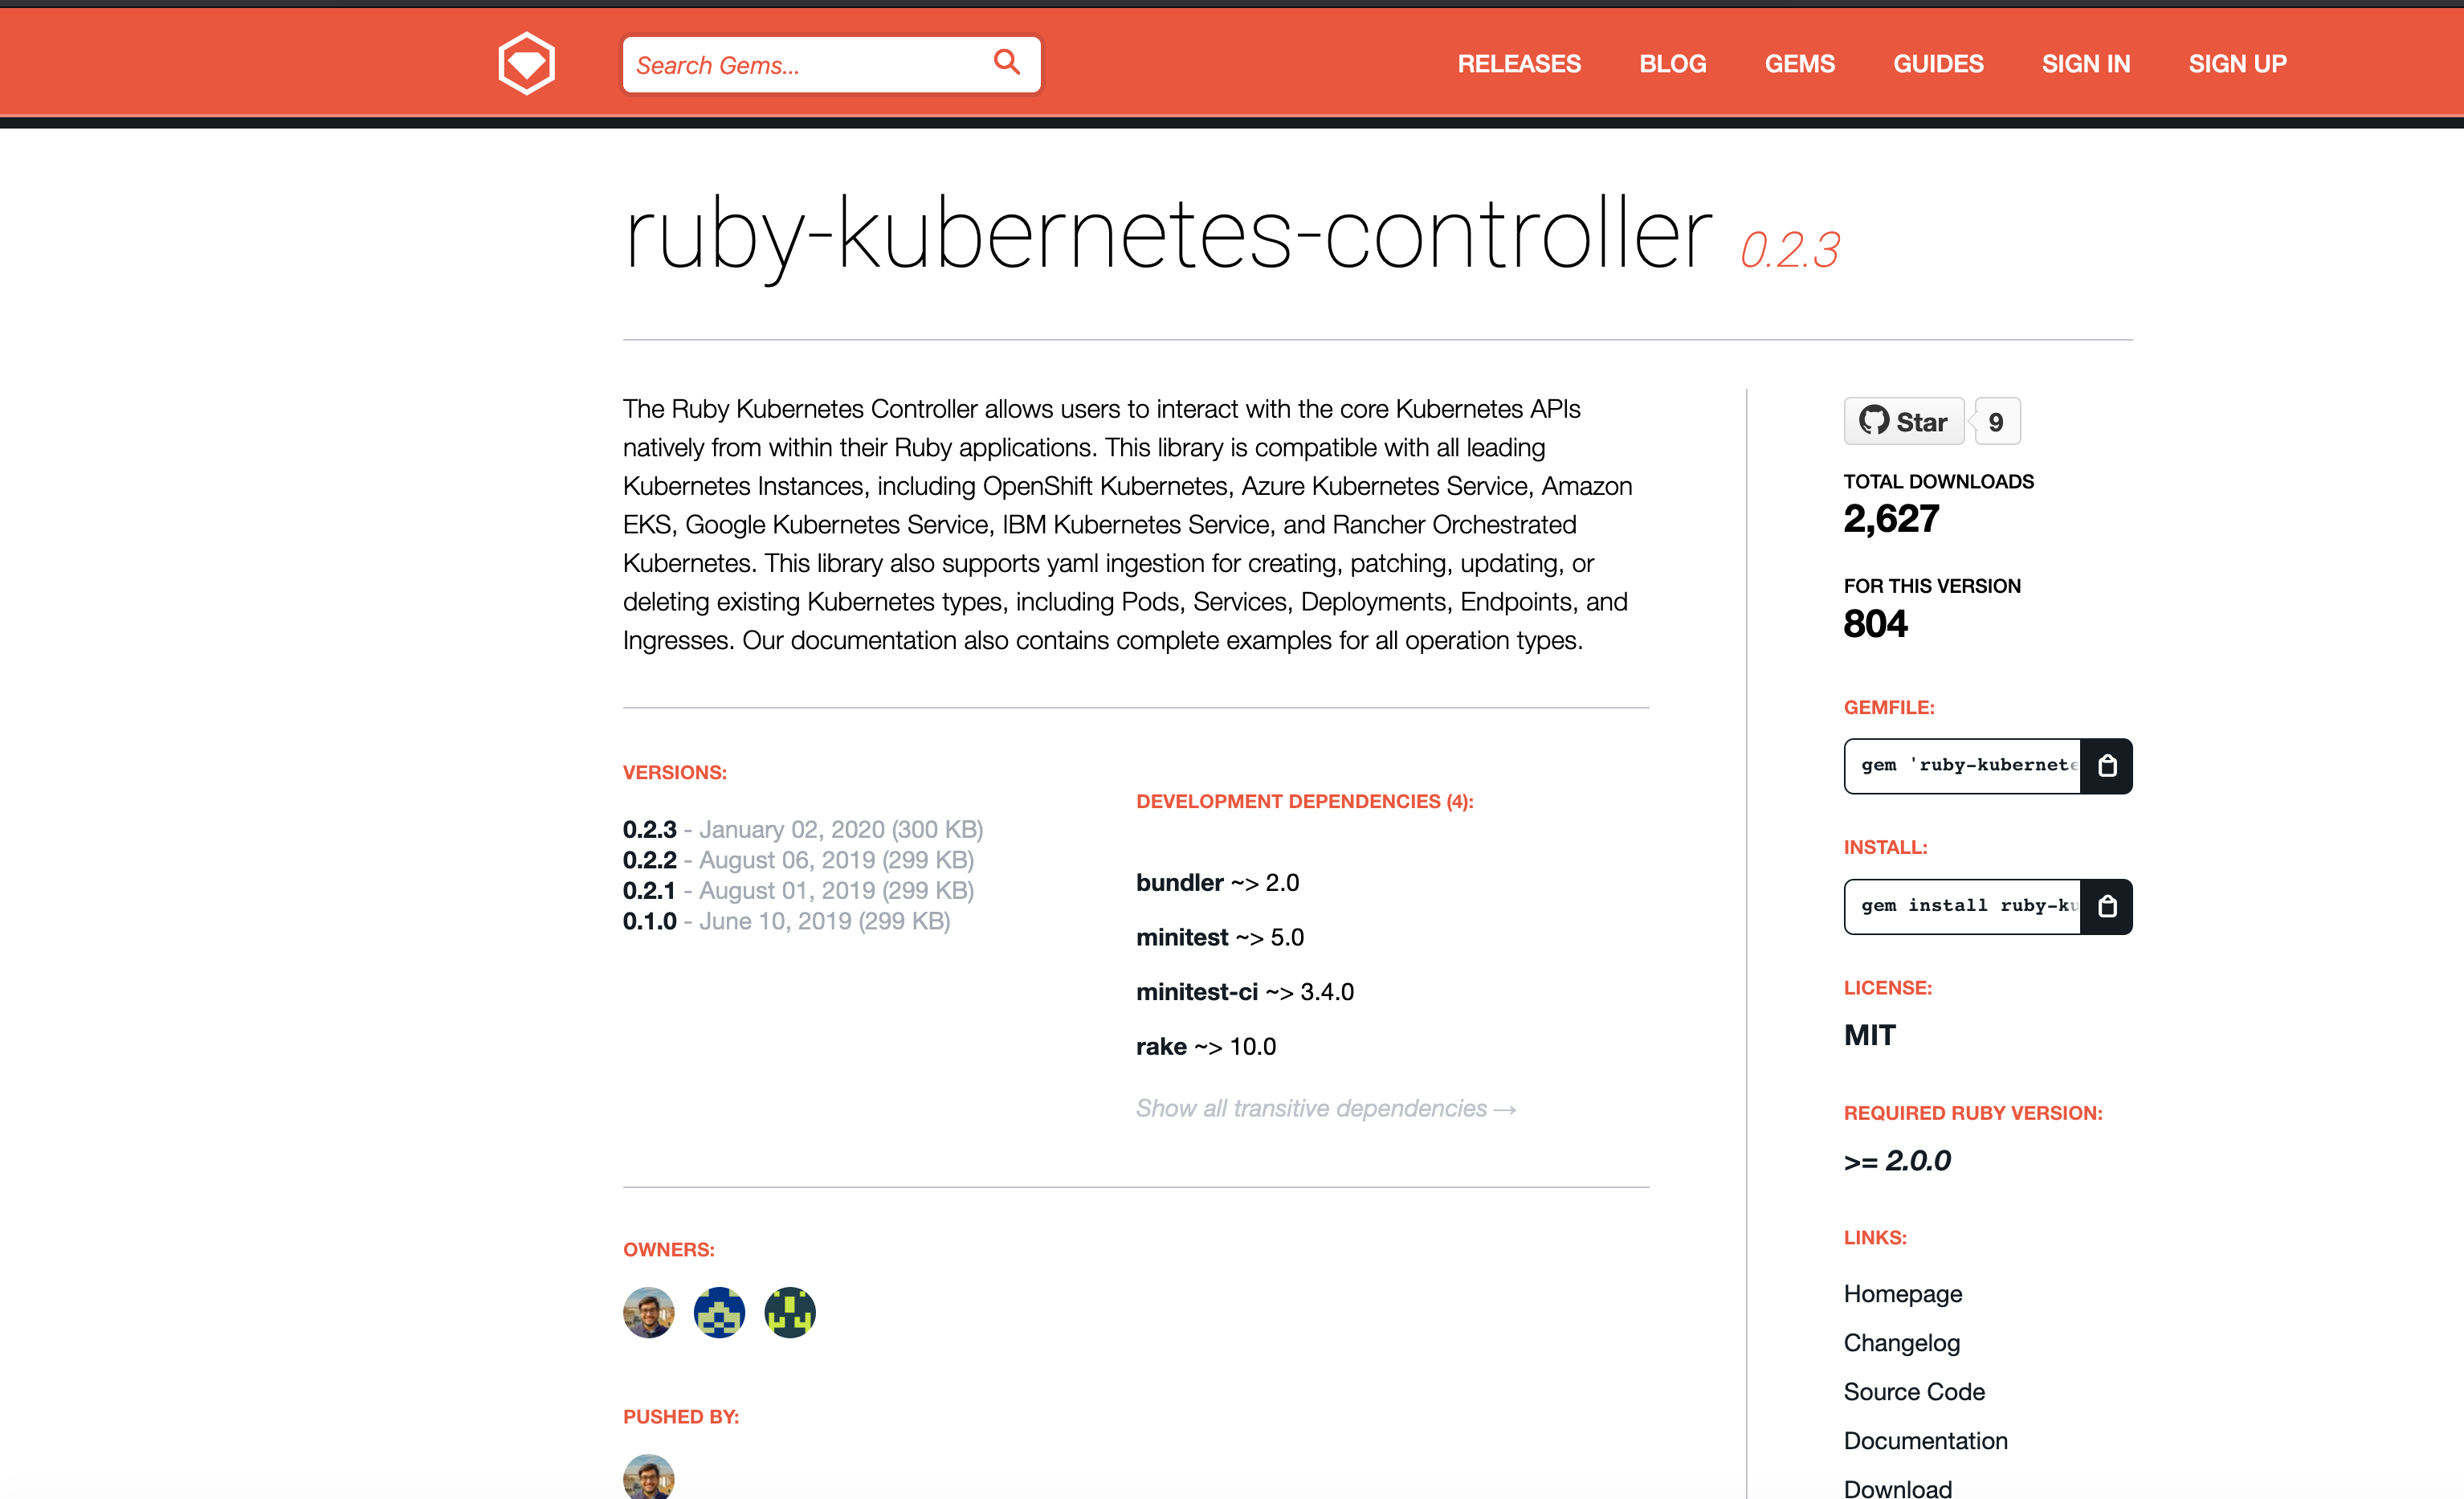 Search Gems...
RELEASES BLOG GEMS GUIDES SIGN IN SIGN UP
ruby-kubernetes-controller 0.2.3
The Ruby Kubernetes Controller allows users to interact with the core Kubernetes APIs
natively from within their Ruby applications. This library is compatible with all leading
Kubernetes Instances, including OpenShift Kubernetes, Azure Kubernetes Service, Amazon
EKS, Google Kubernetes Service, IBM Kubernetes Service, and Rancher Orchestrated
Kubernetes. This library also supports yaml ingestion for creating, patching, updating, or
deleting existing Kubernetes types, including Pods, Services, Deployments, Endpoints, and
Ingresses. Our documentation also contains complete examples for all operation types.
VERSIONS:
0.2.3 - January 02, 2020 (300 KB)
0.2.2 - August 06, 2019 (299 KB)
0.2.1 - August 01, 2019 (299 KB)
0.1.0 - June 10, 2019 (299 KB)
DEVELOPMENT DEPENDENCIES (4):
bundler ~> 2.0
minitest ~> 5.0
minitest-ci ~> 3.4.0
rake ~> 10.0
Show all transitive dependencies →
OWNERS:
PUSHED BY:
Star 9
TOTAL DOWNLOADS
2,627
FOR THIS VERSION
804
GEMFILE:
gem 'ruby-kubernete
INSTALL:
gem install ruby-ku
LICENSE:
MIT
REQUIRED RUBY VERSION:
>= 2.0.0
LINKS:
Homepage
Changelog
Source Code
Documentation
Download